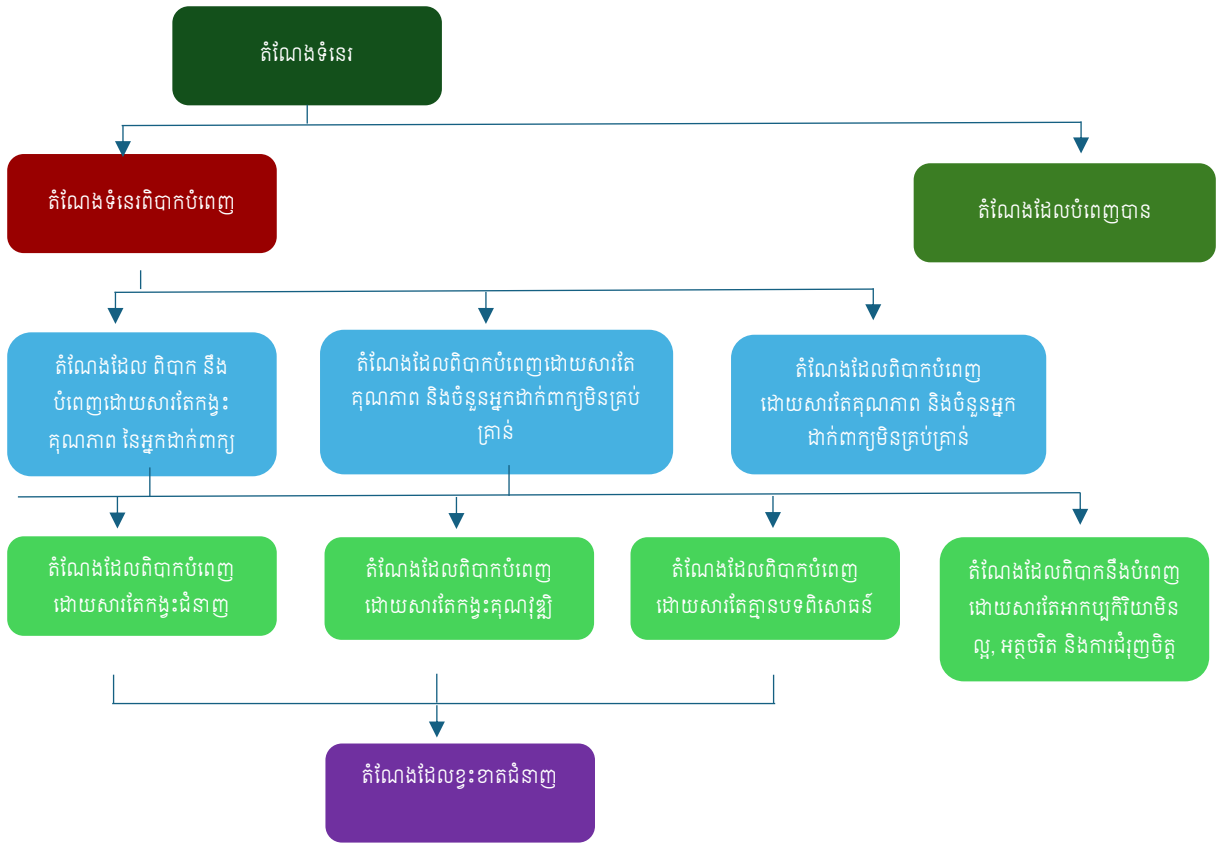 តំណែងទំនេរ
តំណែងទំនេរពិបាកបំពេញ
តំណែងដែលបំពេញបាន
តំណែងដែល ពិបាក នឹង
បំពេញដោយសារតែកង្វះ
គុណភាព នៃអ្នកដាក់ពាក្យ
តំណែងដែលពិបាកបំពេញដោយសារតែ
គុណភាព និងចំនួនអ្នកដាក់ពាក្យមិនគ្រប់
គ្រាន់
តំណែងដែលពិបាកបំពេញ
ដោយសារតែគុណភាព និងចំនួនអ្នក
ដាក់ពាក្យមិនគ្រប់គ្រាន់
តំណែងដែលពិបាកបំពេញ
ដោយសារតែកង្វះជំនាញ
តំណែងដែលពិបាកបំពេញ
ដោយសារតែកង្វះគុណវុឌ្ឍិ
តំណែងដែលពិបាកបំពេញ
ដោយសារតែគ្មានបទពិសោធន៍
តំណែងដែលពិបាកនឹងបំពេញ
ដោយសារតែអាកប្បកិរិយាមិន
ល្អ, អត្តចរិត និងការជំរុញចិត្ត
តំណែងដែលខ្វះខាតជំនាញ